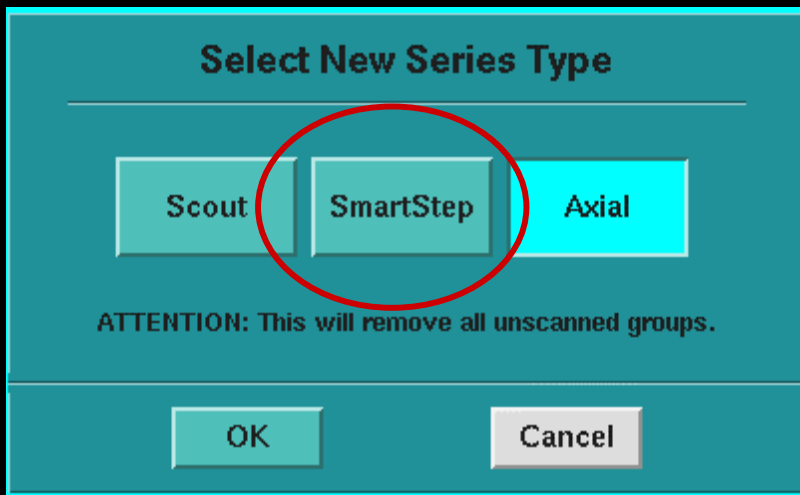 Select New Series Type
Scout SmartStep Axial
ATTENTION: This will remove all unscanned groups.
OK Cancel